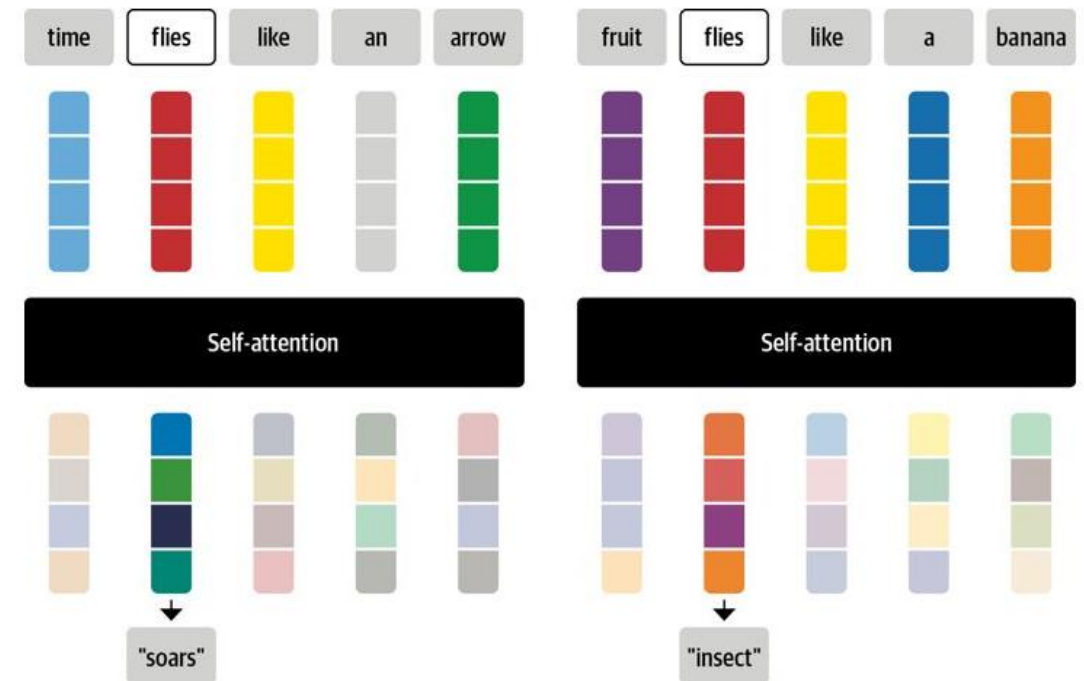 time flies like an arrow
fruit flies like a banana
Self-attention
Self-attention
"soars"
"insect"